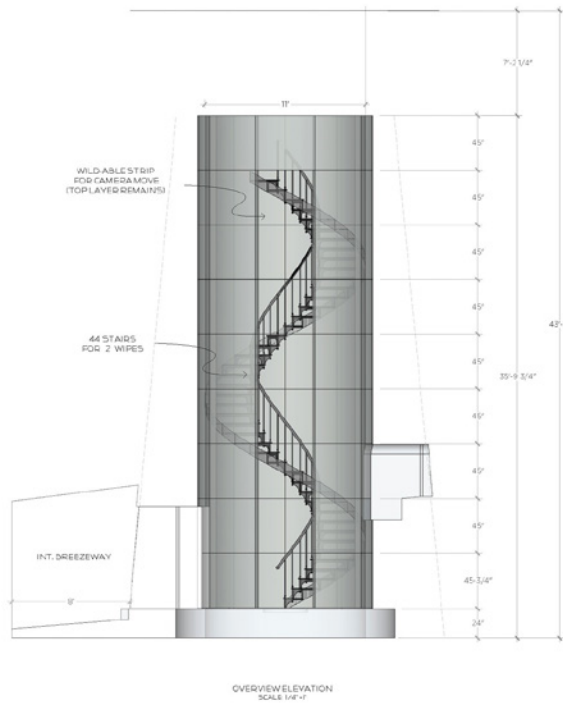 7'-2 1/4"
11'
45"
WILD-ABLE STRIP
FOR CAMERA MOVE
(TOP LAYER REMAINS)
45"
45"
45"
43'-
44 STAIRS
FOR 2 WIPES
45"
35'-9 3/4"
45"
45"
45"
INT. BREEZEWAY
45-3/4"
8'
24"
OVERVIEW ELEVATION
SCALE 1/4"=1'